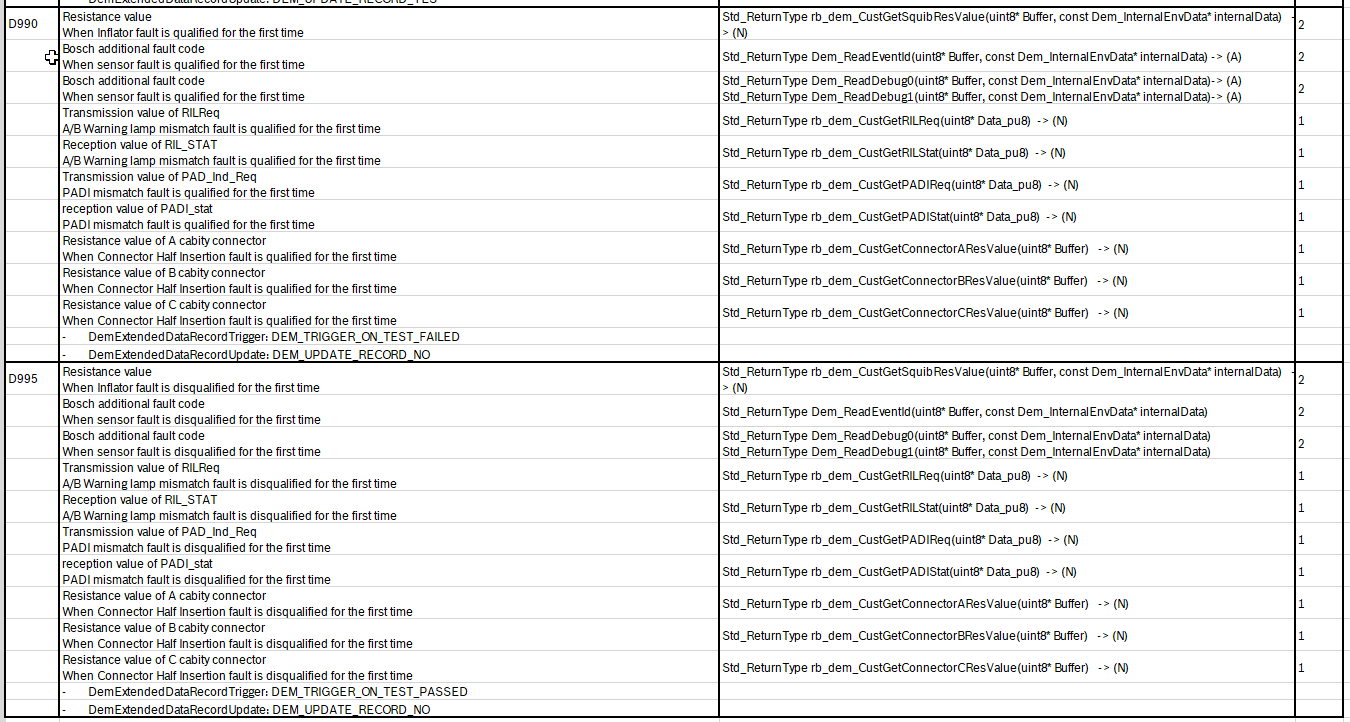 DemExtendedDataRecordUpdate: DEM_UPDATE_RECORD_YES
D990
Resistance value
When Inflator fault is qualified for the first time
Std_ReturnType rb_dem_CustGetSquibResValue(uint8* Buffer, const Dem_InternalEnvData* internalData) -
> (N)
2
Bosch additional fault code
When sensor fault is qualified for the first time
Std_ReturnType Dem_ReadEventId(uint8* Buffer, const Dem_InternalEnvData* internalData) -> (A)
2
Bosch additional fault code
When sensor fault is qualified for the first time
Std_ReturnType Dem_ReadDebug0(uint8* Buffer, const Dem_InternalEnvData* internalData)-> (A)
Std_ReturnType Dem_ReadDebug1(uint8* Buffer, const Dem_InternalEnvData* internalData)-> (A)
2
Transmission value of RILReq
A/B Warning lamp mismatch fault is qualified for the first time
Std_ReturnType rb_dem_CustGetRILReq(uint8* Data_pu8) -> (N)
1
Reception value of RIL_STAT
A/B Warning lamp mismatch fault is qualified for the first time
Std_ReturnType rb_dem_CustGetRILStat(uint8* Data_pu8) -> (N)
1
Transmission value of PAD_Ind_Req
PADI mismatch fault is qualified for the first time
Std_ReturnType rb_dem_CustGetPADIReq(uint8* Data_pu8) -> (N)
1
reception value of PADI_stat
PADI mismatch fault is qualified for the first time
Std_ReturnType rb_dem_CustGetPADIStat(uint8* Data_pu8) -> (N)
1
Resistance value of A cabity connector
When Connector Half Insertion fault is qualified for the first time
Std_ReturnType rb_dem_CustGetConnectorAResValue(uint8* Buffer) -> (N)
1
Resistance value of B cabity connector
When Connector Half Insertion fault is qualified for the first time
Std_ReturnType rb_dem_CustGetConnectorBResValue(uint8* Buffer) -> (N)
1
Resistance value of C cabity connector
When Connector Half Insertion fault is qualified for the first time
Std_ReturnType rb_dem_CustGetConnectorCResValue(uint8* Buffer) -> (N)
1
- DemExtendedDataRecordTrigger: DEM_TRIGGER_ON_TEST_FAILED
- DemExtendedDataRecordUpdate: DEM_UPDATE_RECORD_NO
D995
Resistance value
When Inflator fault is disqualified for the first time
Std_ReturnType rb_dem_CustGetSquibResValue(uint8* Buffer, const Dem_InternalEnvData* internalData) -
> (N)
2
Bosch additional fault code
When sensor fault is disqualified for the first time
Std_ReturnType Dem_ReadEventId(uint8* Buffer, const Dem_InternalEnvData* internalData)
2
Bosch additional fault code
When sensor fault is disqualified for the first time
Std_ReturnType Dem_ReadDebug0(uint8* Buffer, const Dem_InternalEnvData* internalData)
Std_ReturnType Dem_ReadDebug1(uint8* Buffer, const Dem_InternalEnvData* internalData)
2
Transmission value of RILReq
A/B Warning lamp mismatch fault is disqualified for the first time
Std_ReturnType rb_dem_CustGetRILReq(uint8* Data_pu8) -> (N)
1
Reception value of RIL_STAT
A/B Warning lamp mismatch fault is disqualified for the first time
Std_ReturnType rb_dem_CustGetRILStat(uint8* Data_pu8) -> (N)
1
Transmission value of PAD_Ind_Req
PADI mismatch fault is disqualified for the first time
Std_ReturnType rb_dem_CustGetPADIReq(uint8* Data_pu8) -> (N)
1
reception value of PADI_stat
PADI mismatch fault is disqualified for the first time
Std_ReturnType rb_dem_CustGetPADIStat(uint8* Data_pu8) -> (N)
1
Resistance value of A cabity connector
When Connector Half Insertion fault is disqualified for the first time
Std_ReturnType rb_dem_CustGetConnectorAResValue(uint8* Buffer) -> (N)
1
Resistance value of B cabity connector
When Connector Half Insertion fault is disqualified for the first time
Std_ReturnType rb_dem_CustGetConnectorBResValue(uint8* Buffer) -> (N)
1
Resistance value of C cabity connector
When Connector Half Insertion fault is disqualified for the first time
Std_ReturnType rb_dem_CustGetConnectorCResValue(uint8* Buffer) -> (N)
1
- DemExtendedDataRecordTrigger: DEM_TRIGGER_ON_TEST_PASSED
- DemExtendedDataRecordUpdate: DEM_UPDATE_RECORD_NO